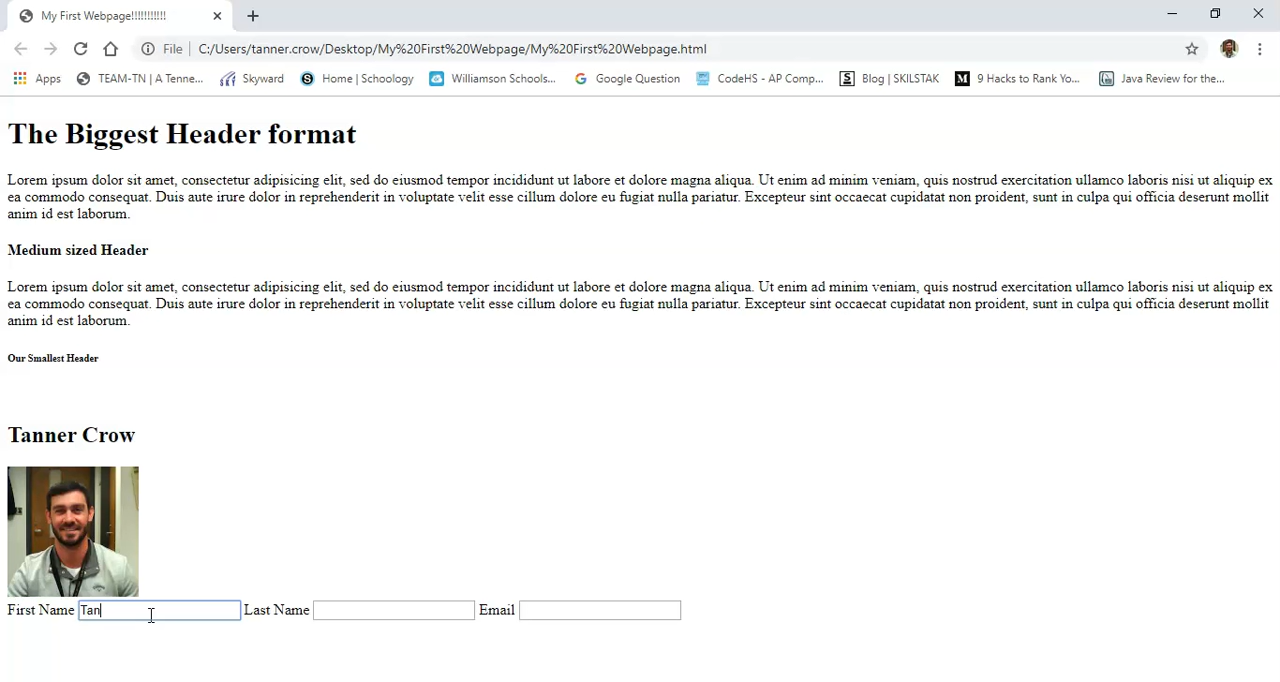 My First Webpage!!!!!!!!!!!
File C:/Users/tanner.crow/Desktop/My%20First%20Webpage/My%20First%20Webpage.html
Apps TEAM-TN | A Tenne... Skyward Home | Schoology Williamson Schools... Google Question CodeHS - AP Comp... Blog | SKILSTAK 9 Hacks to Rank Yo... Java Review for the...
The Biggest Header format
Lorem ipsum dolor sit amet, consectetur adipisicing elit, sed do eiusmod tempor incididunt ut labore et dolore magna aliqua. Ut enim ad minim veniam, quis nostrud exercitation ullamco laboris nisi ut aliquip ex
ea commodo consequat. Duis aute irure dolor in reprehenderit in voluptate velit esse cillum dolore eu fugiat nulla pariatur. Excepteur sint occaecat cupidatat non proident, sunt in culpa qui officia deserunt mollit
anim id est laborum.
Medium sized Header
Lorem ipsum dolor sit amet, consectetur adipisicing elit, sed do eiusmod tempor incididunt ut labore et dolore magna aliqua. Ut enim ad minim veniam, quis nostrud exercitation ullamco laboris nisi ut aliquip ex
ea commodo consequat. Duis aute irure dolor in reprehenderit in voluptate velit esse cillum dolore eu fugiat nulla pariatur. Excepteur sint occaecat cupidatat non proident, sunt in culpa qui officia deserunt mollit
anim id est laborum.
Our Smallest Header
Tanner Crow
First Name Tan Last Name Email